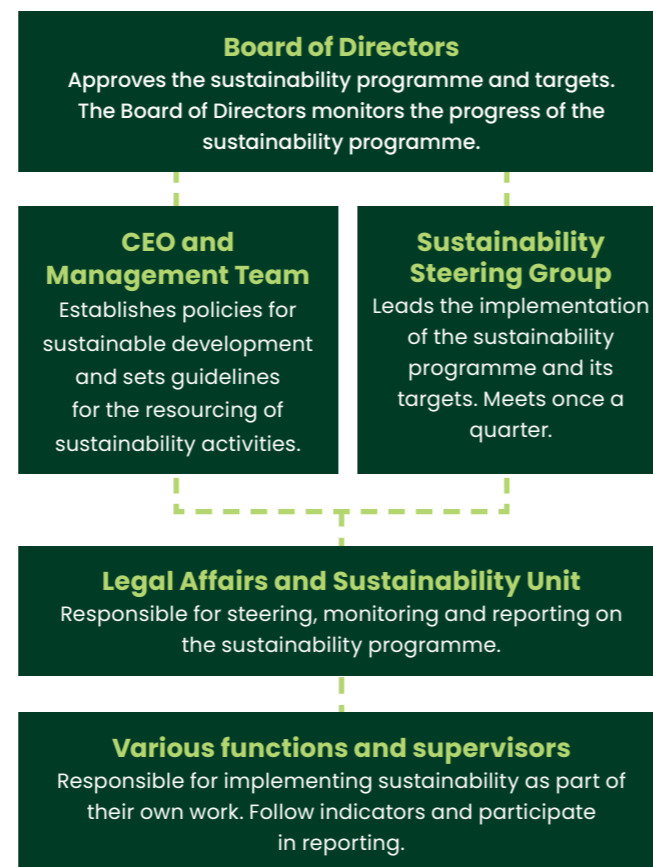 Board of Directors
Approves the sustainability programme and targets.
The Board of Directors monitors the progress of the
sustainability programme.
CEO and
Management Team
Establishes policies for
sustainable development
and sets guidelines
for the resourcing of
sustainability activities.
Sustainability
Steering Group
Leads the implementation
of the sustainability
programme and its
targets. Meets once a
quarter.
Legal Affairs and Sustainability Unit
Responsible for steering, monitoring and reporting on
the sustainability programme.
Various functions and supervisors
Responsible for implementing sustainability as part of
their own work. Follow indicators and participate
in reporting.